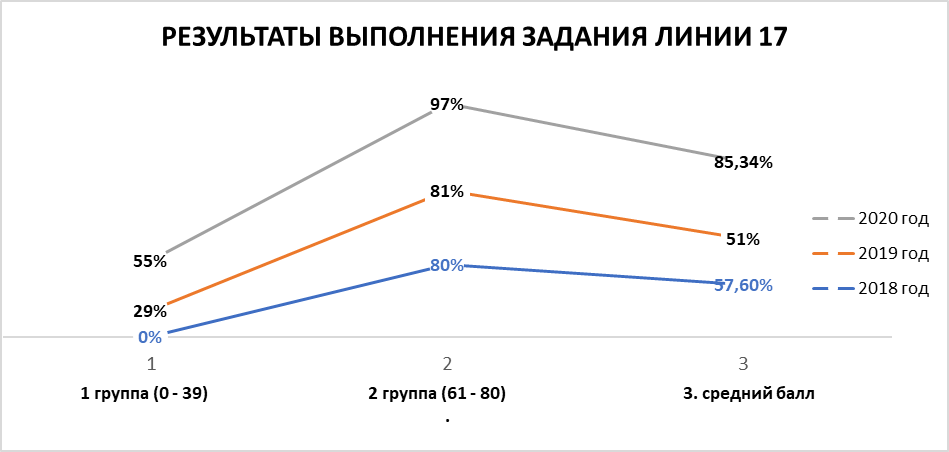 РЕЗУЛЬТАТЫ ВЫПОЛНЕНИЯ ЗАДАНИЯ ЛИНИИ 17
97%
85,34%
81%
51%
2020 год
55%
2019 год
80%
57,60%
2018 год
29%
0%
1 2 3
1 группа (0 - 39) 2 группа (61 - 80) 3. средний балл
.